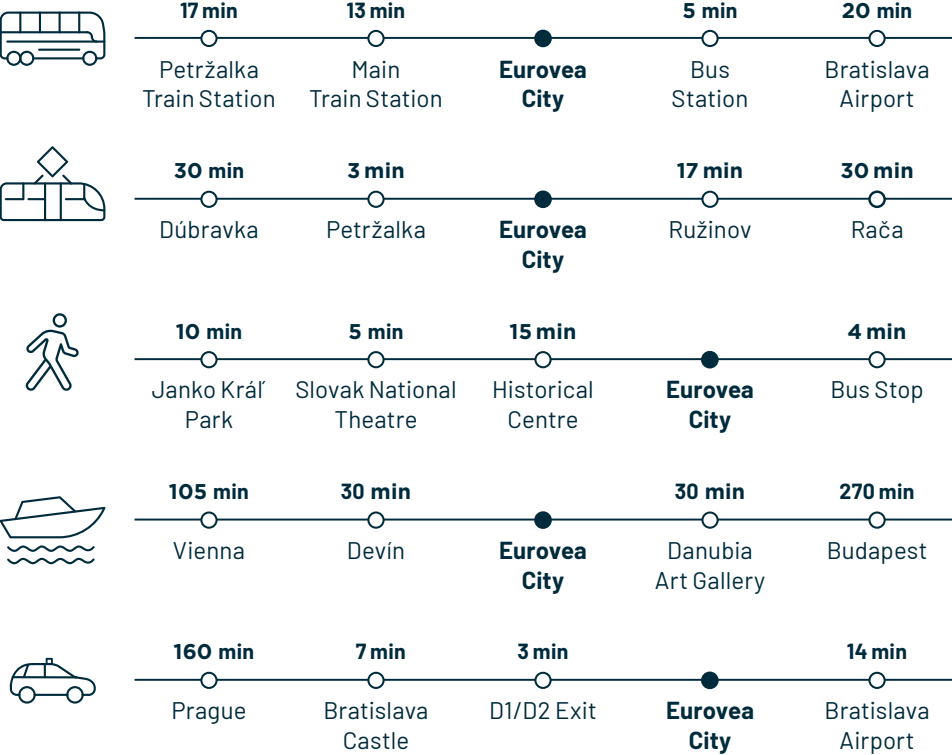 17 min 13 min 5 min 20 min
Petržalka Main Eurovea Bus Bratislava
Train Station Train Station City Station Airport
30 min 3 min 17 min 30 min
Dúbravka Petržalka Eurovea Ružinov Rača
City
10 min 5 min 15 min 4 min
Janko Kráľ Slovak National Historical Eurovea Bus Stop
Park Theatre Centre City
105 min 30 min 30 min 270 min
Vienna Devín Eurovea Danubia Budapest
City Art Gallery
160 min 7 min 3 min 14 min
Prague Bratislava D1/D2 Exit Eurovea Bratislava
Castle City Airport